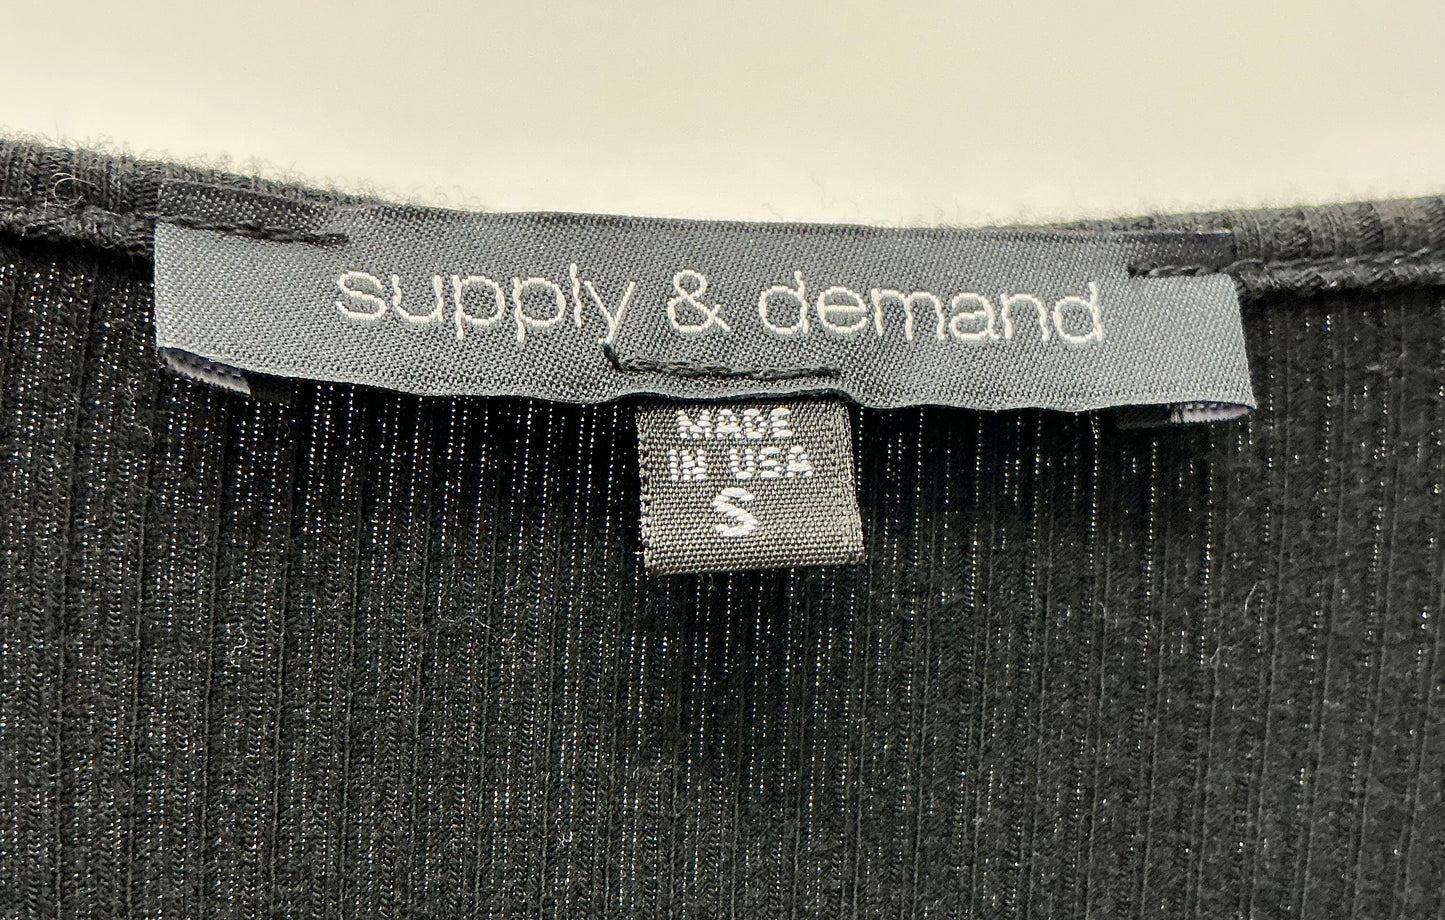 supply & demand
MADE
IN USA
S